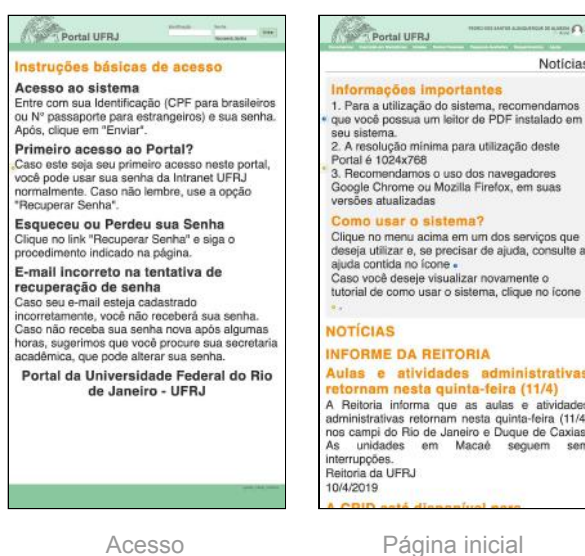 Portal UFRJ
Instruções básicas de acesso
Acesso ao sistema
Entre com sua Identificação (CPF para brasileiros
ou N° passaporte para estrangeiros) e sua senha.
Após, clique em "Enviar".
Primeiro acesso ao Portal?
Caso este seja seu primeiro acesso neste portal,
você pode usar sua senha da Intranet UFRJ
normalmente. Caso não lembre, use a opção
"Recuperar Senha".
Esqueceu ou Perdeu sua Senha
Clique no link "Recuperar Senha" e siga o
procedimento indicado na página.
E-mail incorreto na tentativa de
recuperação de senha
Caso seu e-mail esteja cadastrado
incorretamente, você não receberá sua senha.
Caso não receba sua senha nova após algumas
horas, sugerimos que você procure sua secretaria
acadêmica, que pode alterar sua senha.
Portal da Universidade Federal do Rio
de Janeiro - UFRJ
Acesso
Portal UFRJ
Notícias
Informações importantes
1. Para a utilização do sistema, recomendamos
que você possua um leitor de PDF instalado em
seu sistema.
2. A resolução mínima para utilização deste
Portal é 1024x768
3. Recomendamos o uso dos navegadores
Google Chrome ou Mozilla Firefox, em suas
versões atualizadas
Como usar o sistema?
Clique no menu acima em um dos serviços que
deseja utilizar e, se precisar de ajuda, consulte a
ajuda contida no ícone
Caso você deseje visualizar novamente o
tutorial de como usar o sistema, clique no ícone
.
NOTÍCIAS
INFORME DA REITORIA
Aulas e atividades administrativas
retornam nesta quinta-feira (11/4)
A Reitoria informa que as aulas e atividades
administrativas retornam nesta quinta-feira (11/4)
nos campi do Rio de Janeiro e Duque de Caxias.
As unidades em Macaé seguem sem
interrupções.
Reitoria da UFRJ
10/4/2019
Página inicial